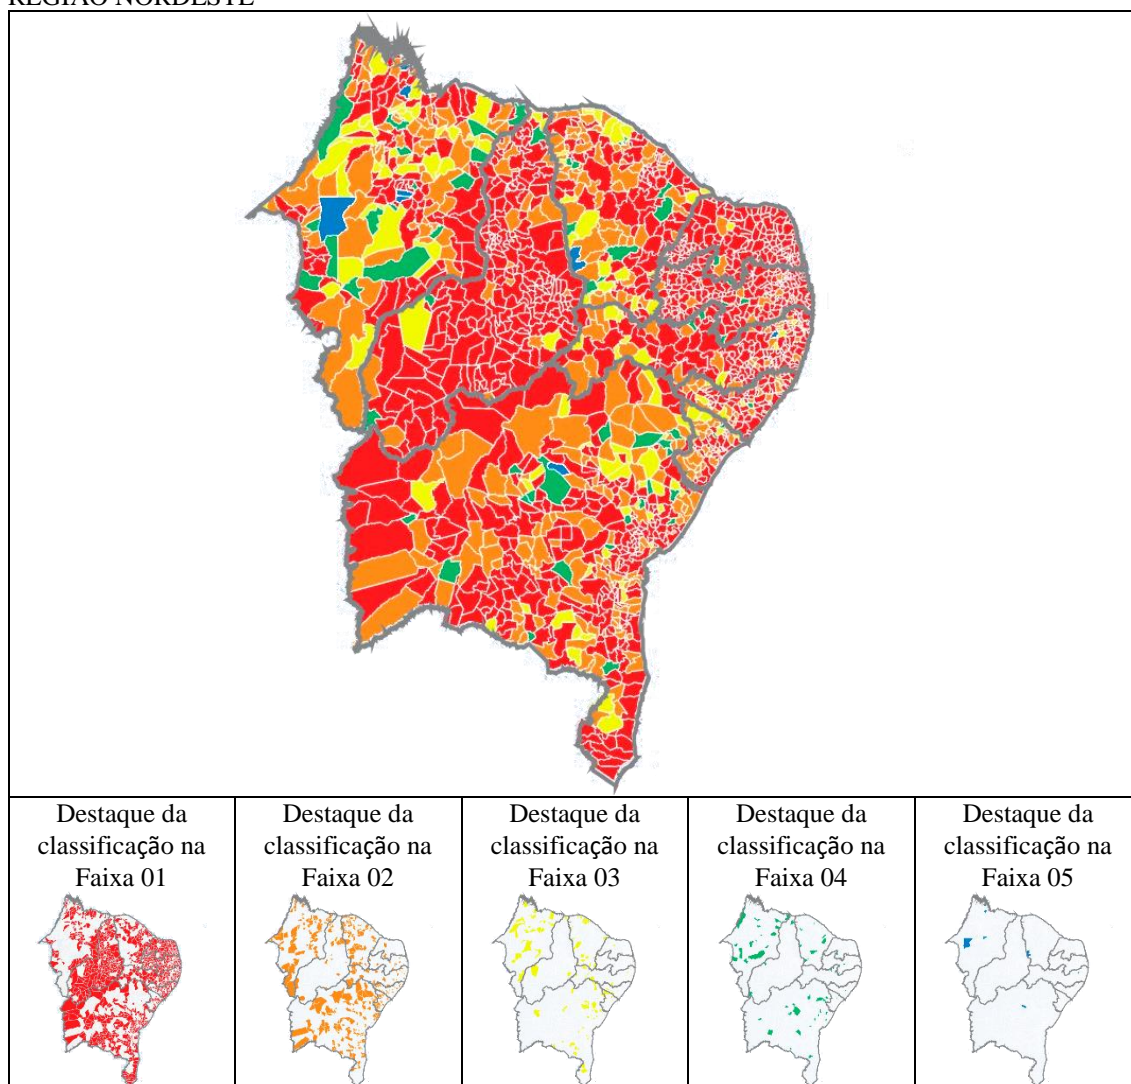 REGIÃO NORDESTE
Destaque da
classificação na
Faixa 01
Destaque da
classificação na
Faixa 02
Destaque da
classificação na
Faixa 03
Destaque da
classificação na
Faixa 04
Destaque da
classificação na
Faixa 05